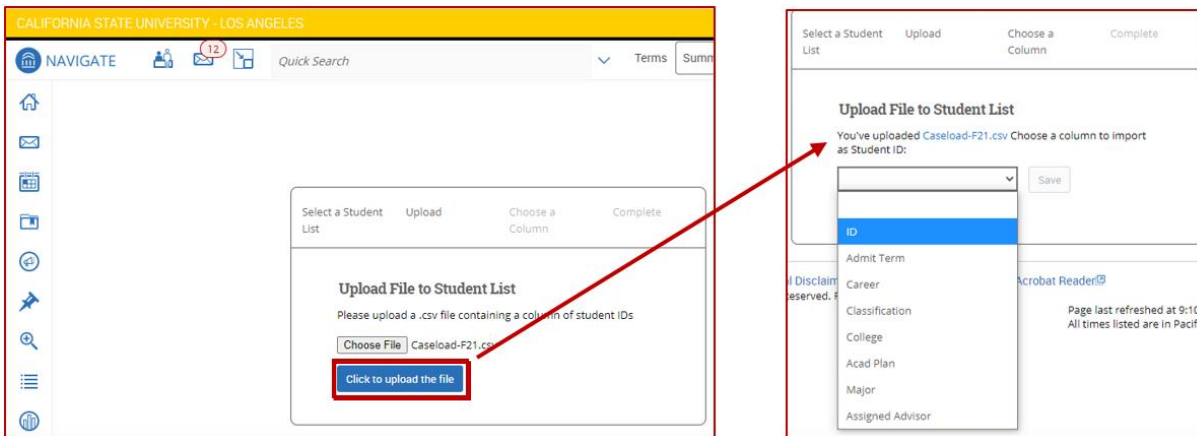 CALIFORNIA STATE UNIVERSITY - LOS ANGELES
NAVIGATE
12
Quick Search
Terms
Summ
Select a Student Upload Choose a Complete
List Column
Upload File to Student List
Please upload a .csv file containing a column of student IDs
Choose File Caseload-F21.csv
Click to upload the file
Select a Student Upload Choose a Complete
List Column
Upload File to Student List
You've uploaded Caseload-F21.csv Choose a column to import
as Student ID:
Save
ID
Admit Term
Career
Classification
College
Acad Plan
Major
Assigned Advisor
l Disclaim
Acrobat Reader
eserved.
Page last refreshed at 9:10
All times listed are in Pacif